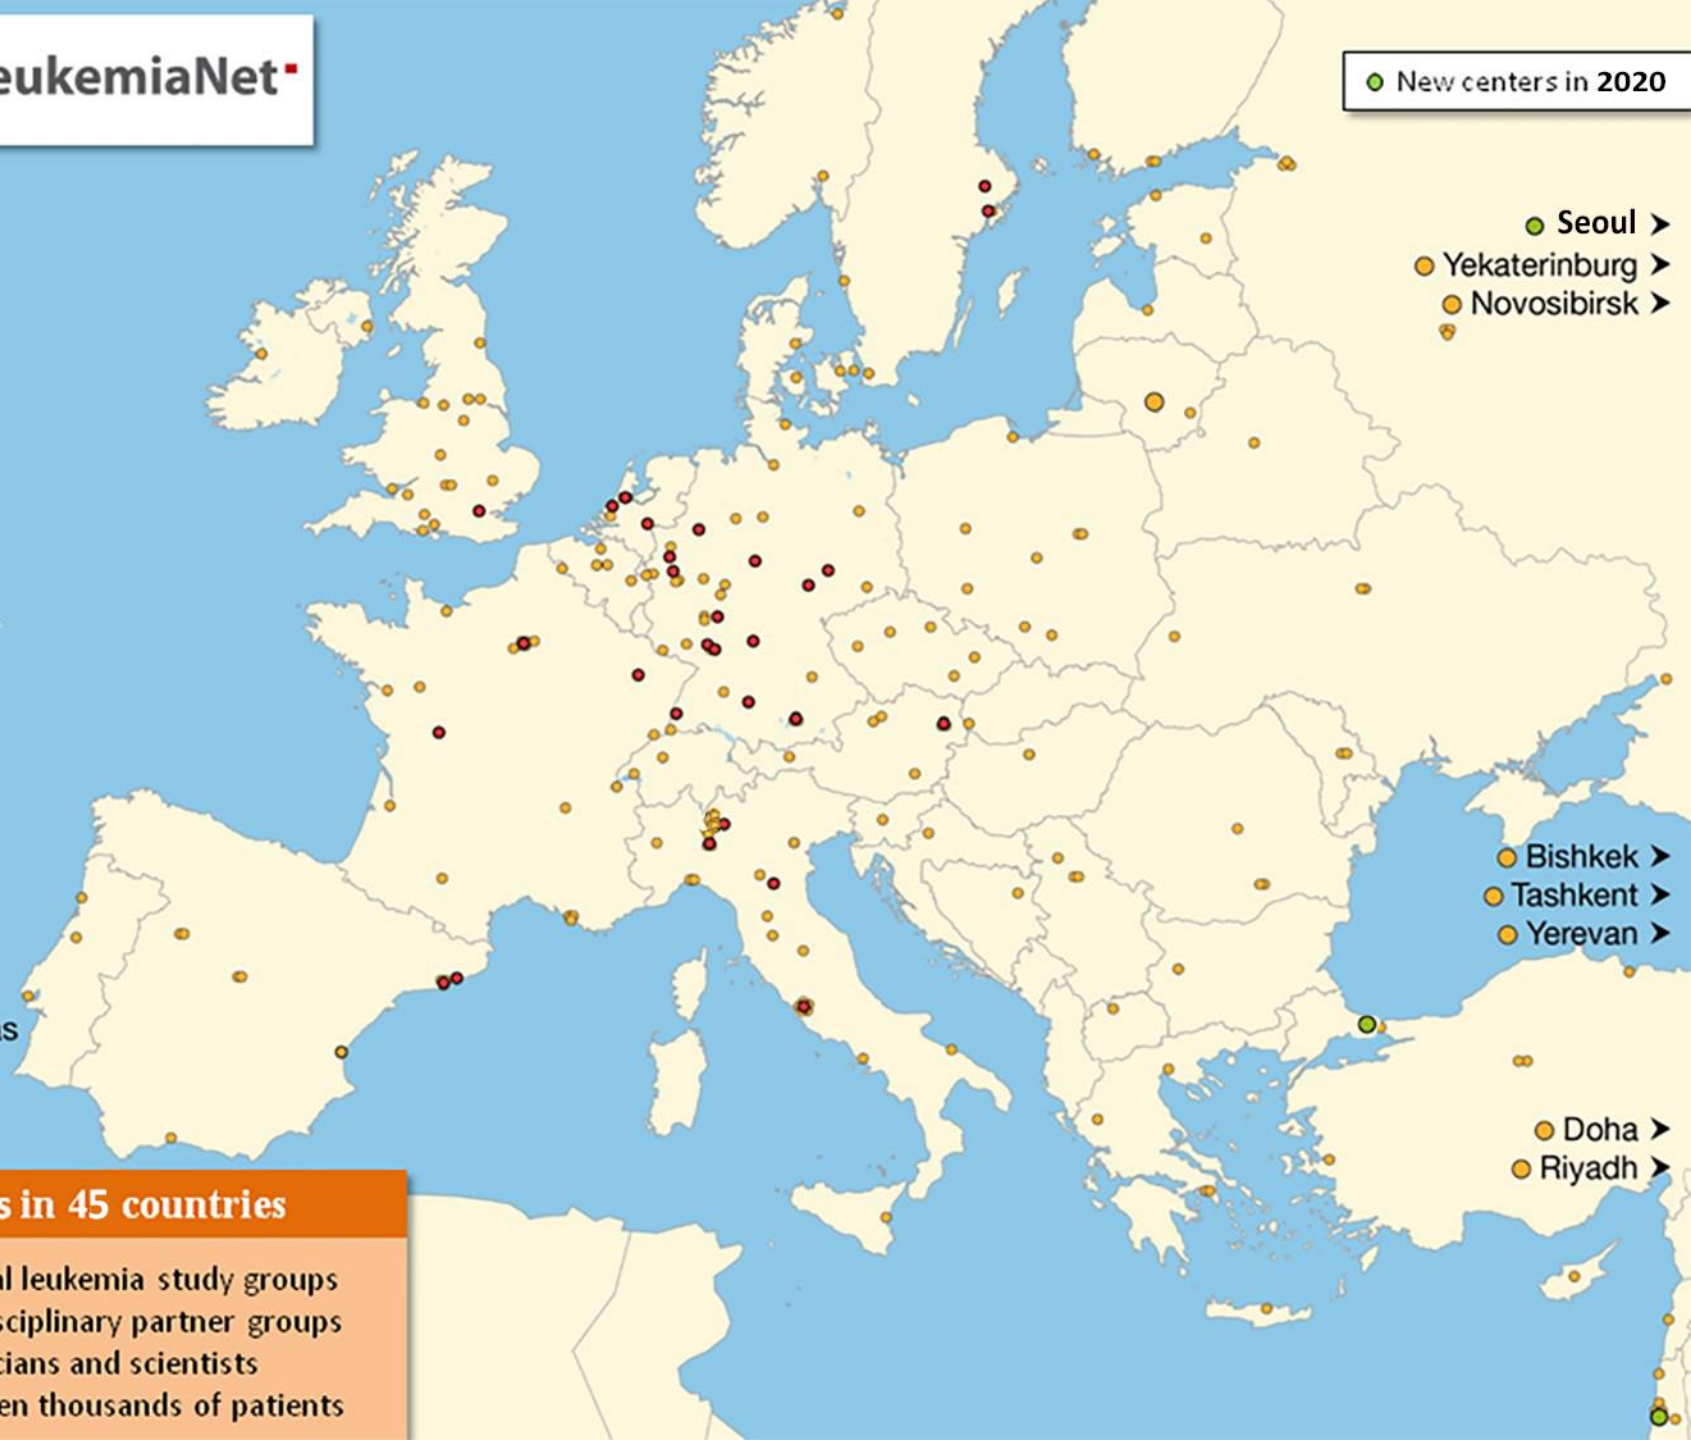 eukemiaNet
New centers in 2020
Seoul
Yekaterinburg
Novosibirsk
Bishkek
Tashkent
Yerevan
as
Doha
Riyadh
s in 45 countries
al leukemia study groups
sciplinary partner groups
cians and scientists
en thousands of patients